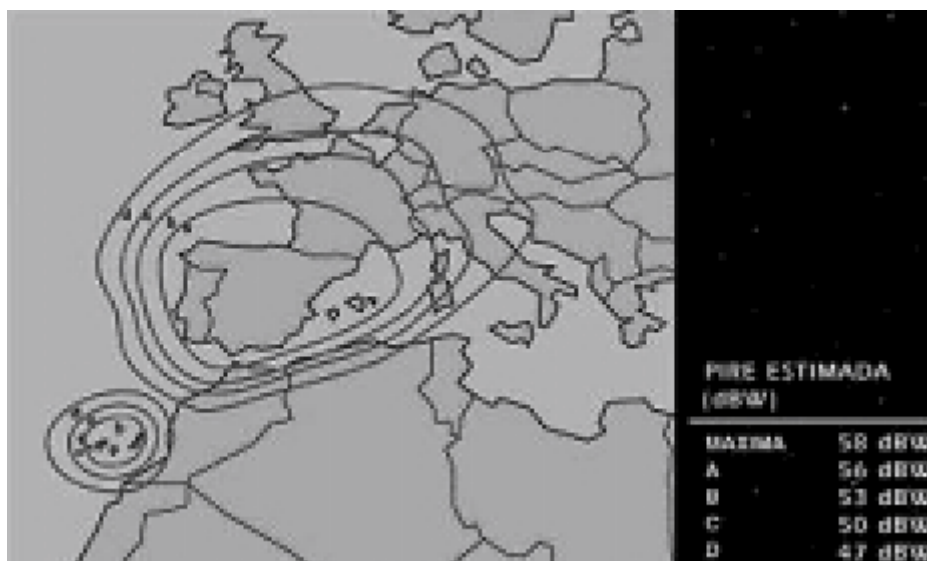 PIRE ESTIMADA
(dBW)
MAXIMA 58 dBW
A 56 dBW
B 53 dBW
C 50 dBW
D 47 dBW